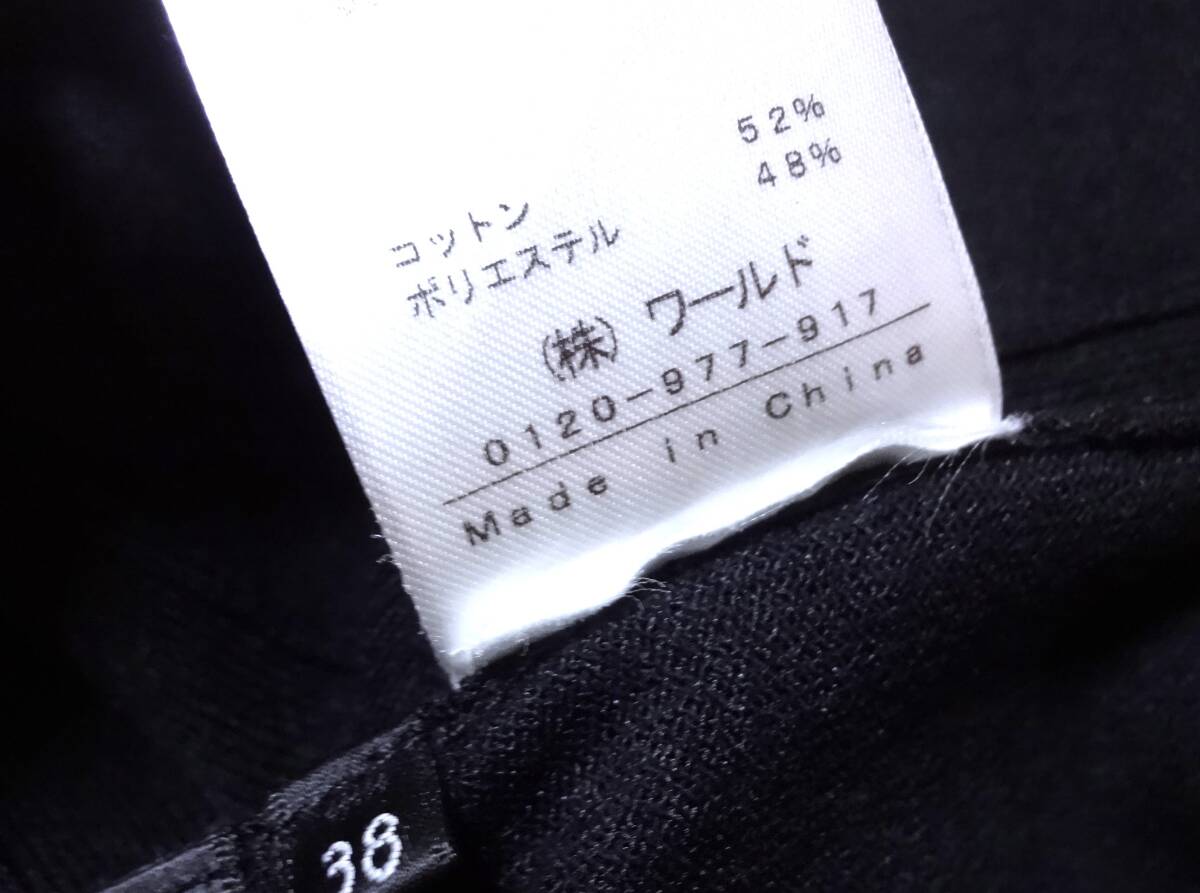 コットン 52%
ポリエステル 48%
(株) ワールド
0120-977-917
Made in China
38